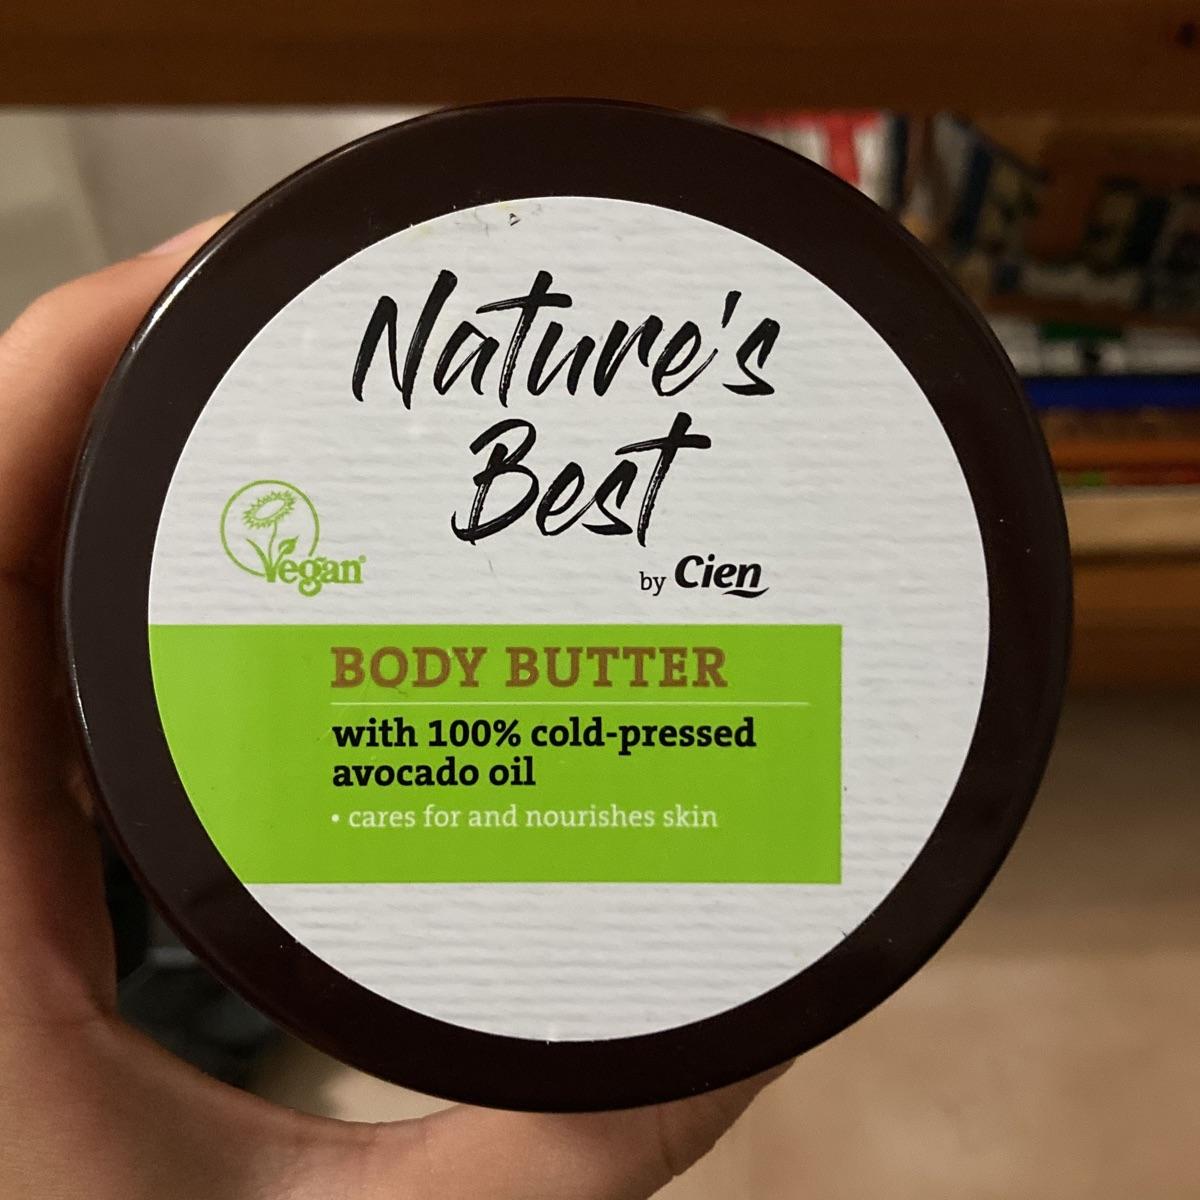 Nature's
Best
Vegan
by Cien
BODY BUTTER
with 100% cold-pressed
avocado oil
• cares for and nourishes skin